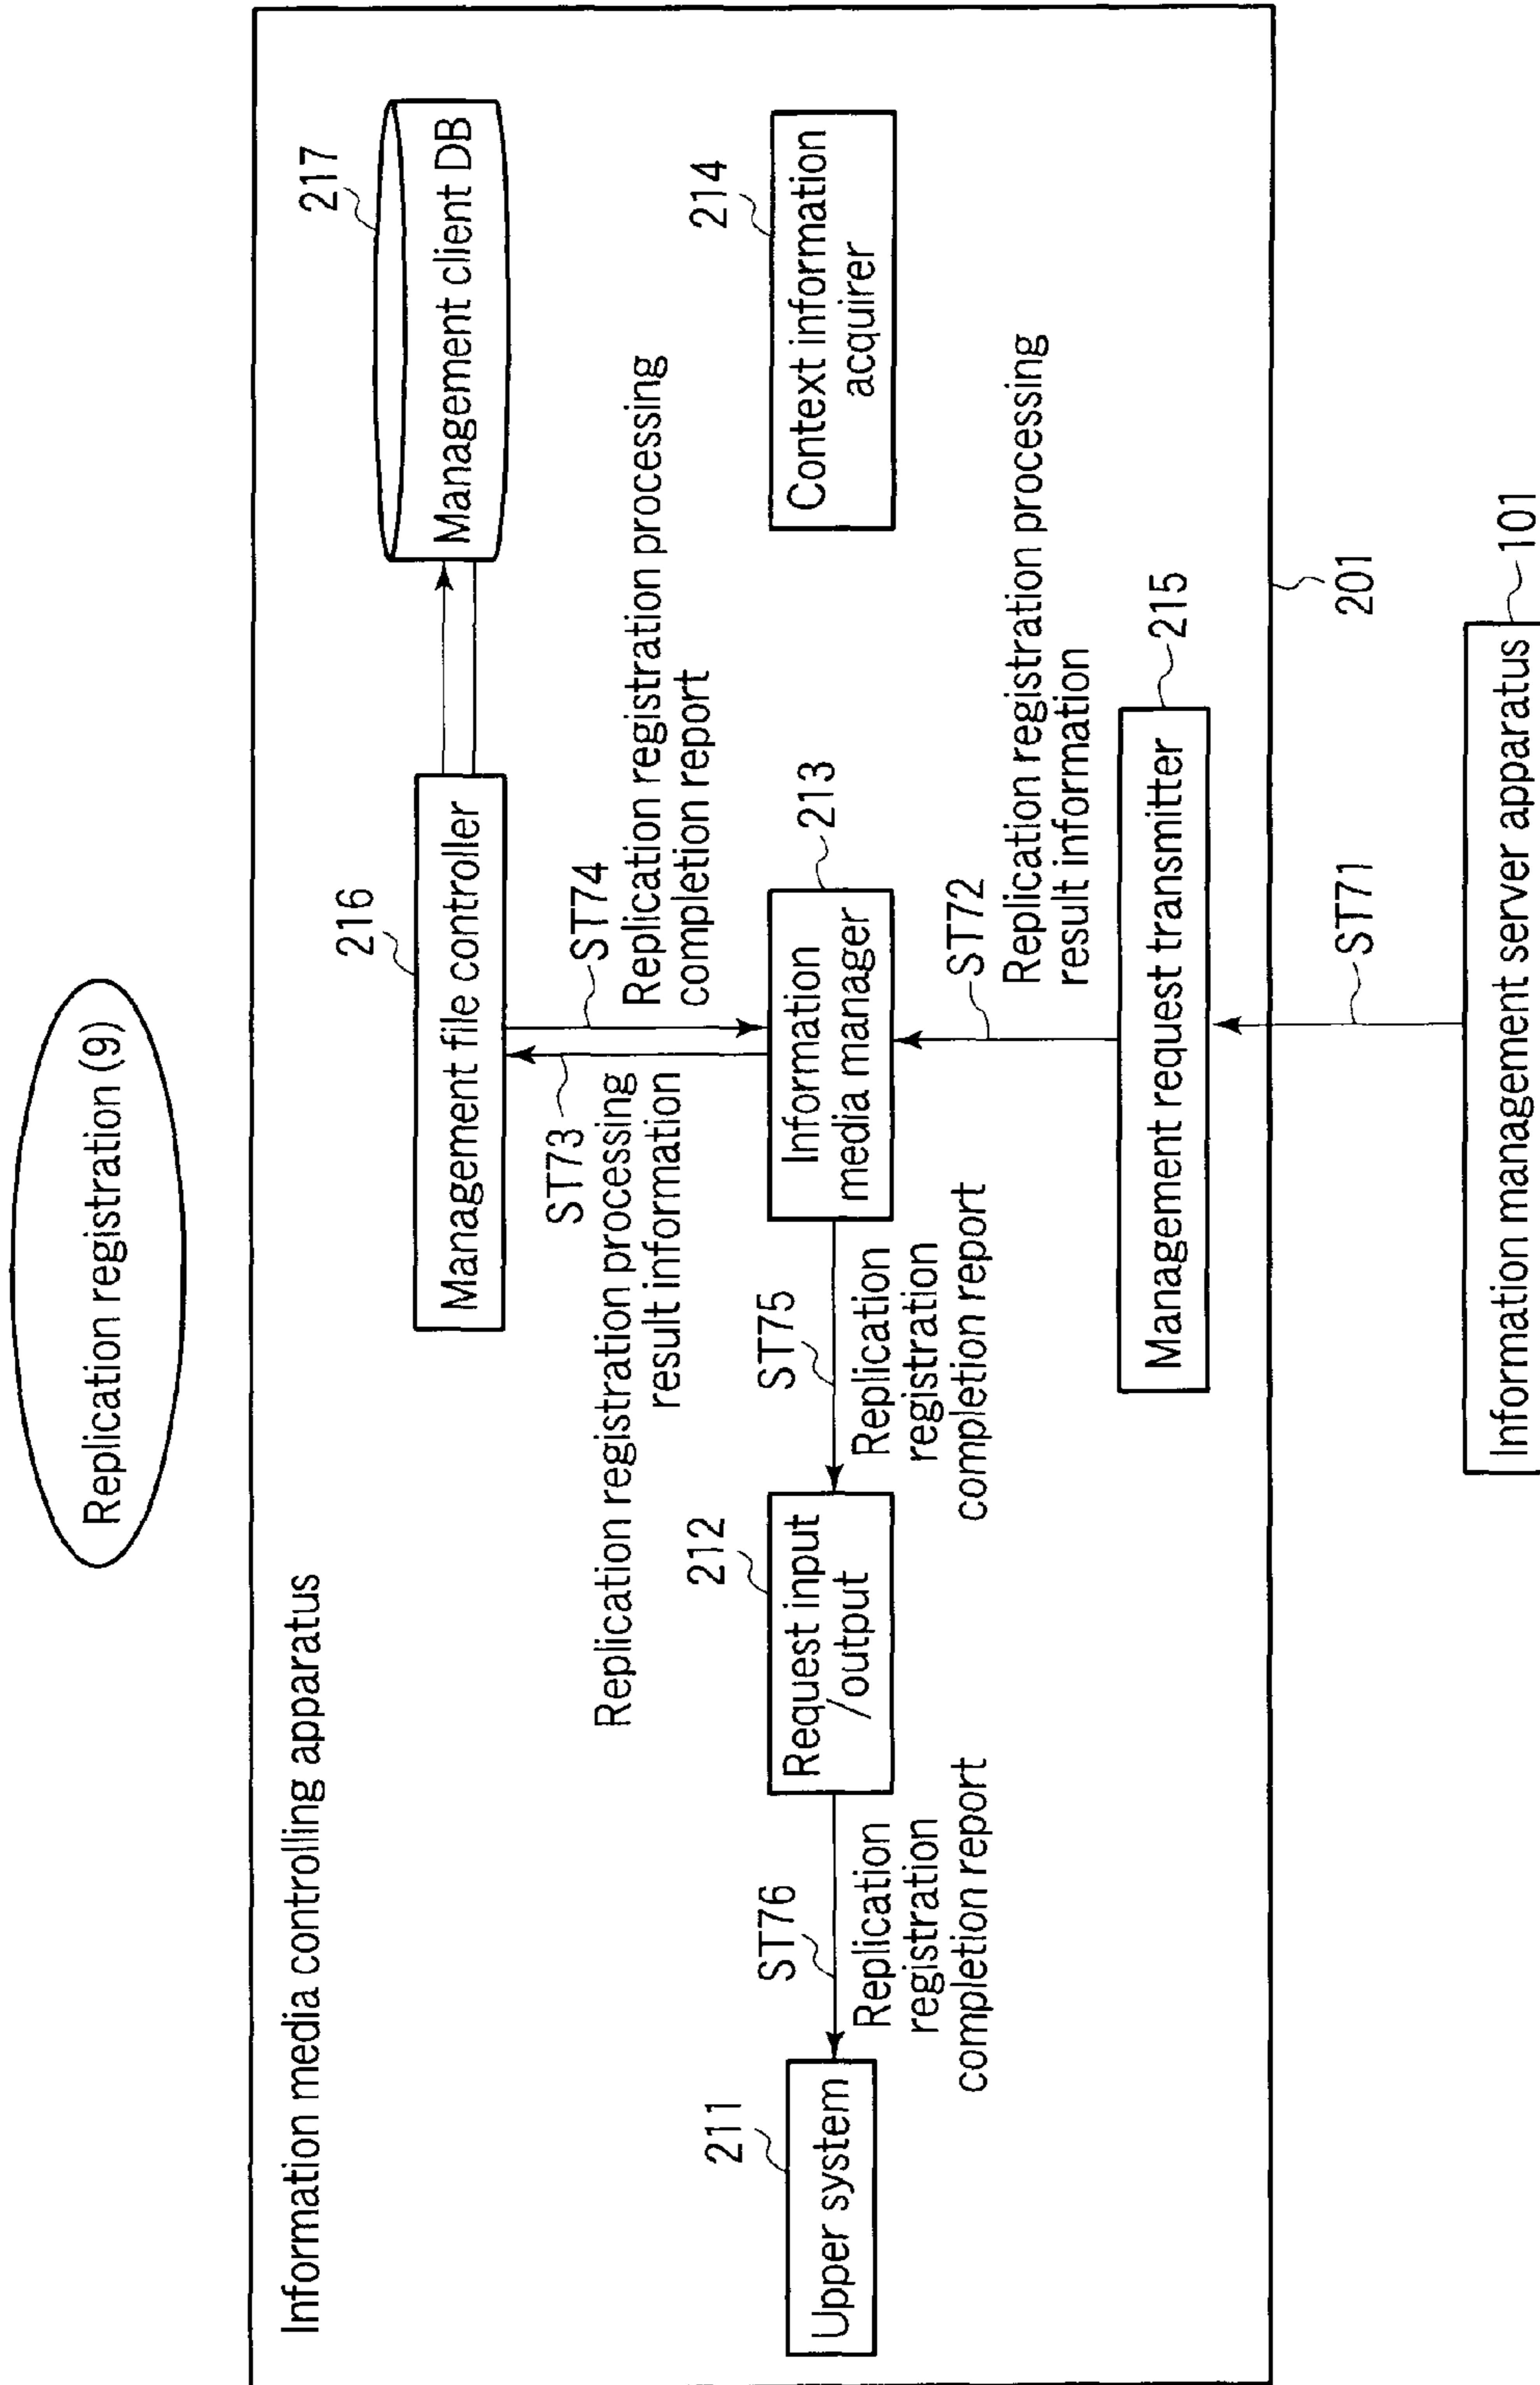 Replication registration (9)
Information media controlling apparatus
216
Management file controller
217
Management client DB
ST73
Replication registration processing
result information
ST74
Replication registration processing
completion report
211
Upper system
ST76
Replication
registration
completion report
212
Request input
/output
ST75
Replication
registration
completion report
213
Information
media manager
214
Context information
acquirer
ST72
Replication registration processing
result information
215
Management request transmitter
201
ST71
Information management server apparatus
101